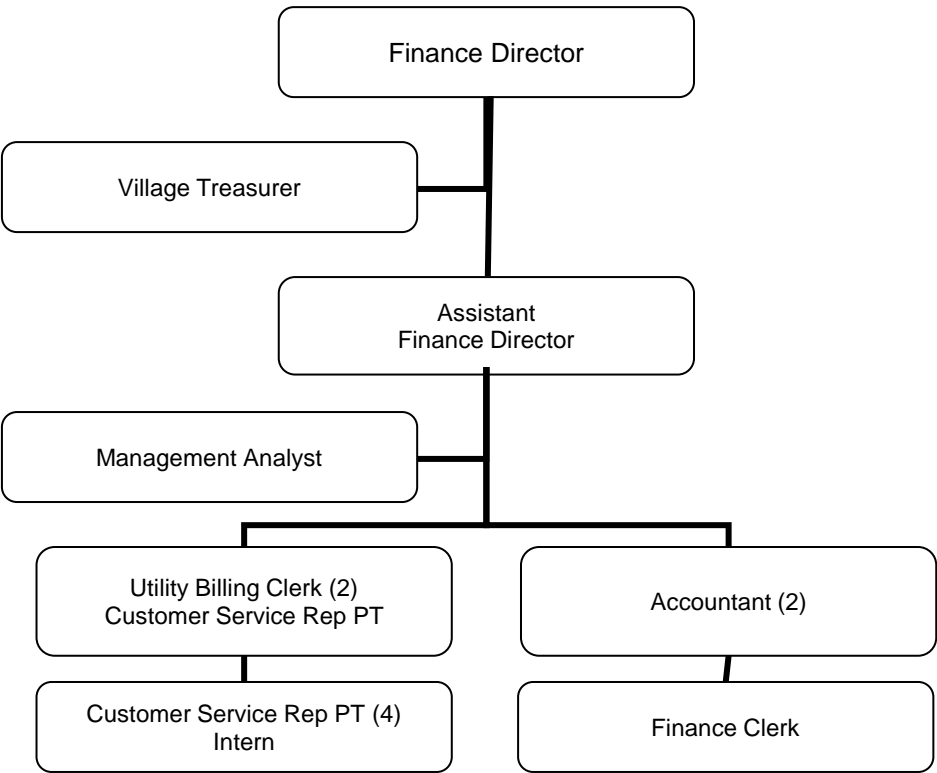 Finance Director
Village Treasurer
Assistant
Finance Director
Management Analyst
Utility Billing Clerk (2)
Customer Service Rep PT
Accountant (2)
Customer Service Rep PT (4)
Intern
Finance Clerk